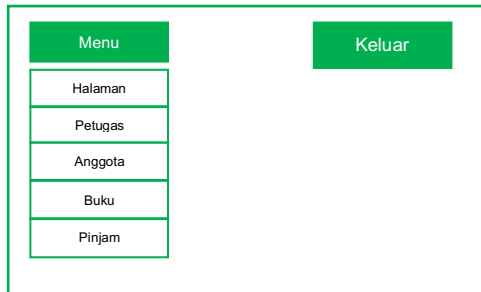 Menu
Keluar
Halaman
Petugas
Anggota
Buku
Pinjam